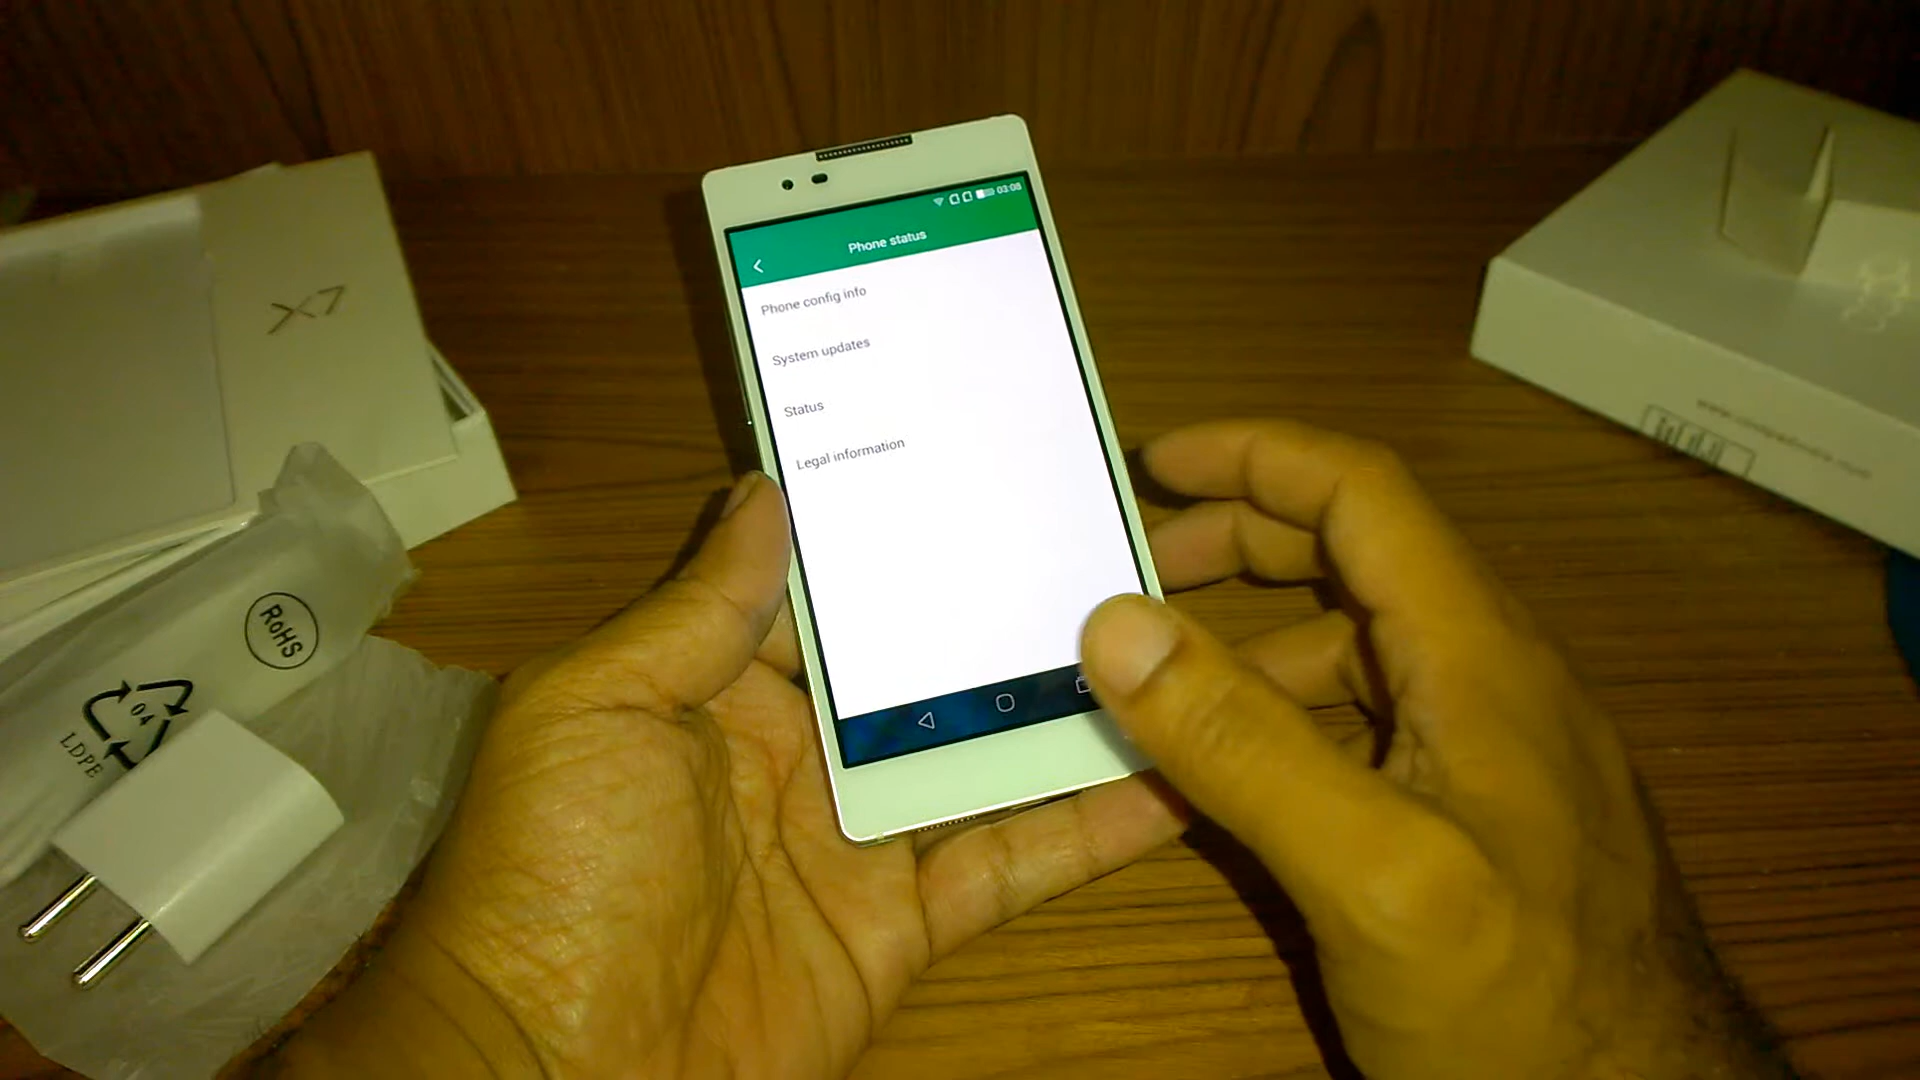 03:08
Phone status
Phone config info
System updates
Status
Legal information
X7
RoHS
04
LDPE